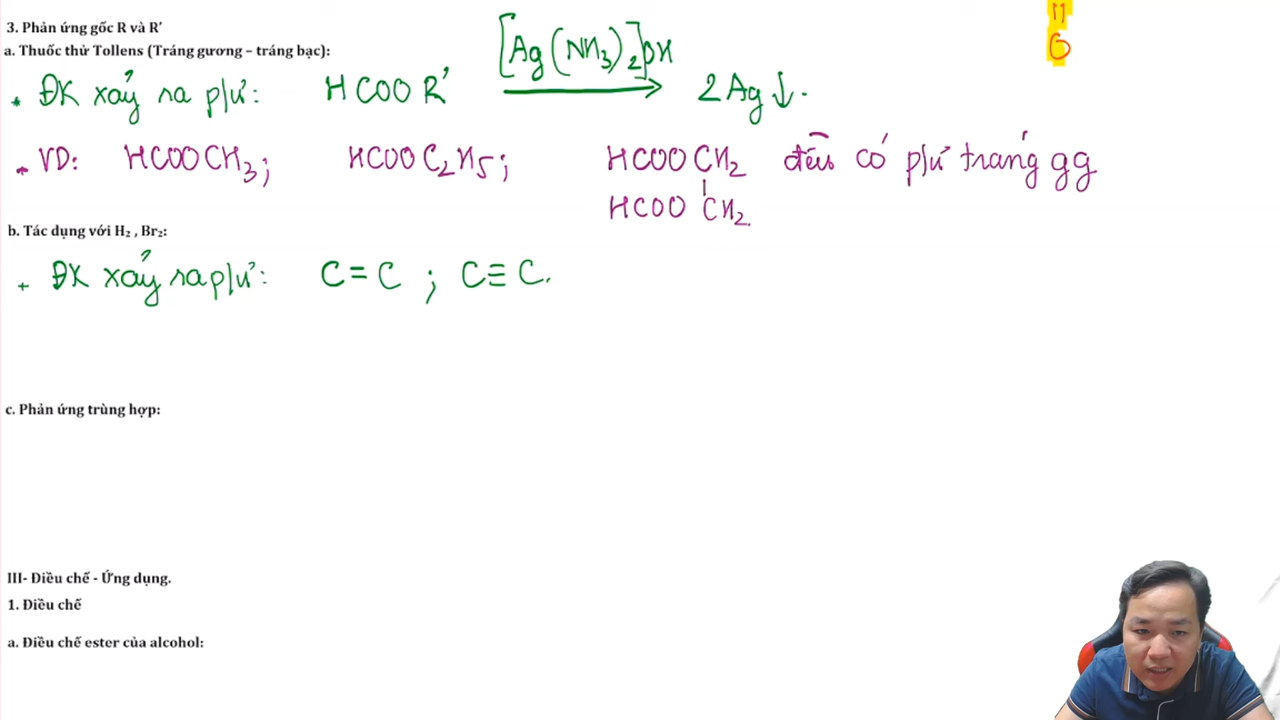 3. Phản ứng gốc R và R’
a. Thuốc thử Tollens (Tráng gương – tráng bạc):
* ĐK xảy ra p/ứ: HCOOR' [Ag(NH₃)₂]OH → 2Ag↓.
* VD: HCOOCH₃; HCOOC₂H₅; HCOOCH₂ đều có p/ứ tráng gg
HCOOCH₂.
b. Tác dụng với H₂ , Br₂:
+ ĐK xảy ra p/ứ: C=C ; C≡C.
c. Phản ứng trùng hợp:
III- Điều chế - Ứng dụng.
1. Điều chế
a. Điều chế ester của alcohol: